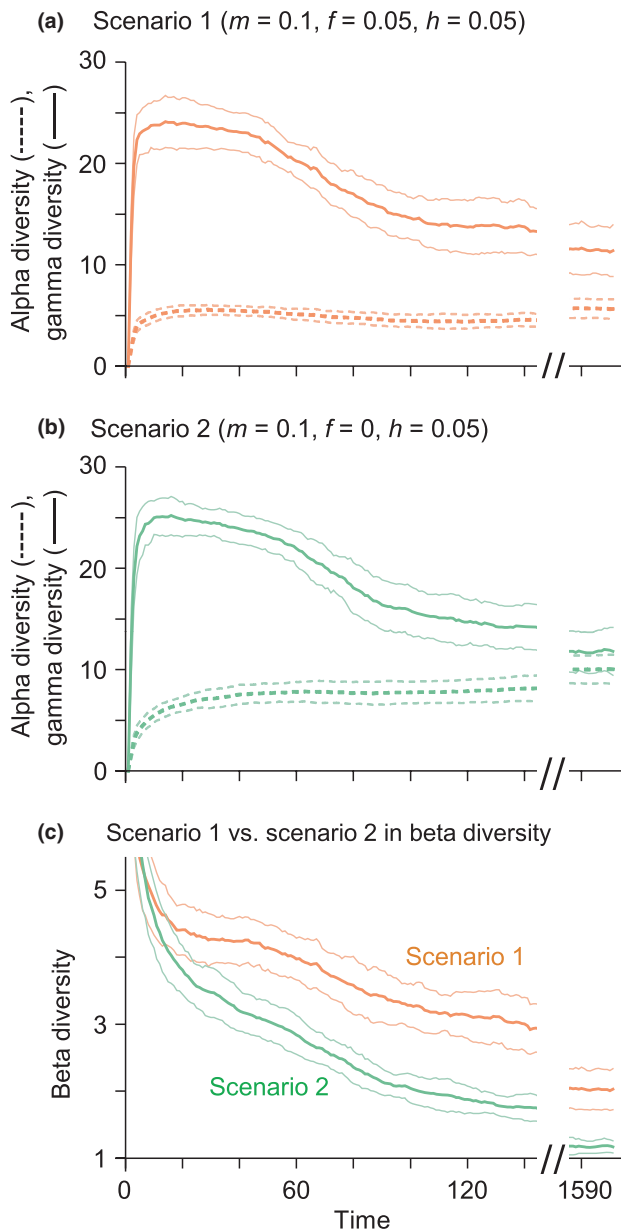 (a) Scenario 1 (m = 0.1, f = 0.05, h = 0.05)
Alpha diversity (-----),
gamma diversity (——)
30
20
10
0
(b) Scenario 2 (m = 0.1, f = 0, h = 0.05)
Alpha diversity (-----),
gamma diversity (——)
30
20
10
0
(c) Scenario 1 vs. scenario 2 in beta diversity
Beta diversity
5
3
1
Scenario 1
Scenario 2
0 60 120 1590
Time